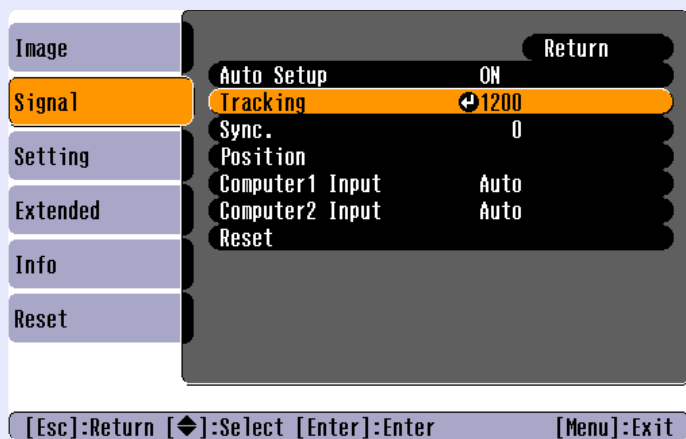 Image
Signal
Setting
Extended
Info
Reset
Return
Auto Setup ON
Tracking 1200
Sync. 0
Position
Computer1 Input Auto
Computer2 Input Auto
Reset
[Esc]:Return [◆]:Select [Enter]:Enter [Menu]:Exit